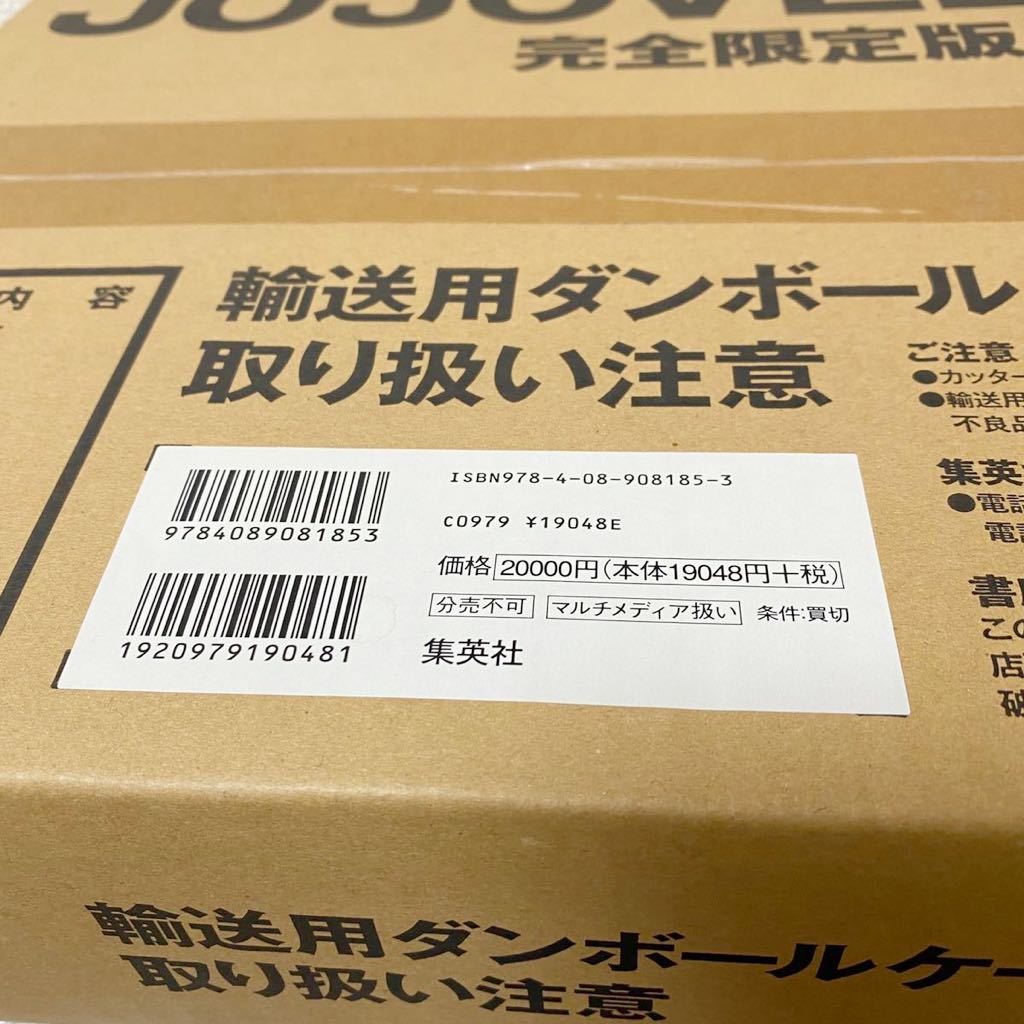 JOJOVE
完全限定版
内容
輸送用ダンボール
取り扱い注意
ご注意
●カッター
●輸送用
不良品
集英
●電話
電話
書店
この
店
破
9784089081853
1920979190481
ISBN978-4-08-908185-3
C0979 ¥19048E
価格 20000円(本体19048円+税)
分売不可 マルチメディア扱い 条件:買切
集英社
輸送用ダンボールケー
取り扱い注意